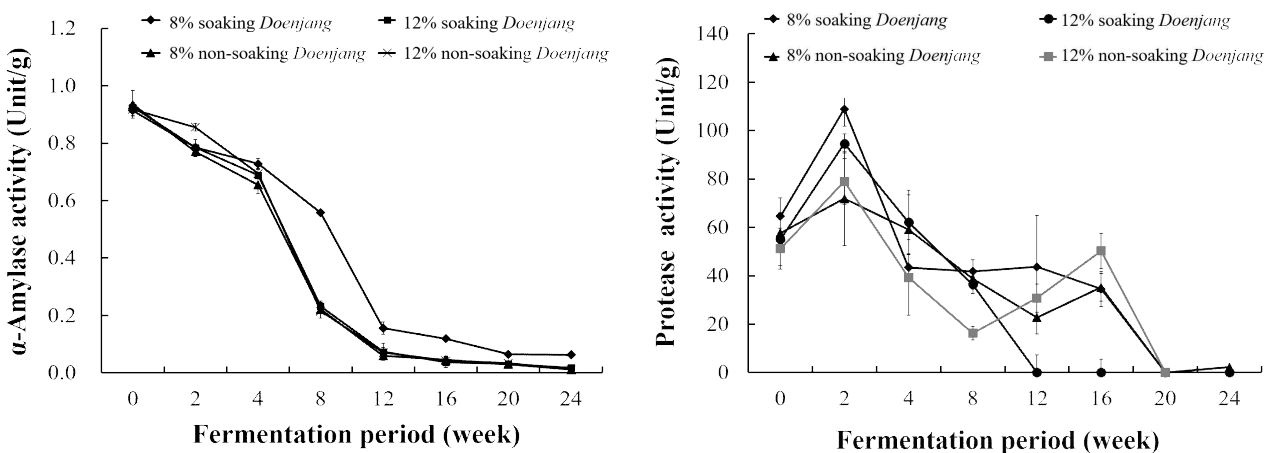 8% soaking Doenjang 12% soaking Doenjang
8% non-soaking Doenjang 12% non-soaking Doenjang
α-Amylase activity (Unit/g)
1.2
1.0
0.8
0.6
0.4
0.2
0.0
0 2 4 8 12 16 20 24
Fermentation period (week)
8% soaking Doenjang 12% soaking Doenjang
8% non-soaking Doenjang 12% non-soaking Doenjang
Protease activity (Unit/g)
140
120
100
80
60
40
20
0
0 2 4 8 12 16 20 24
Fermentation period (week)